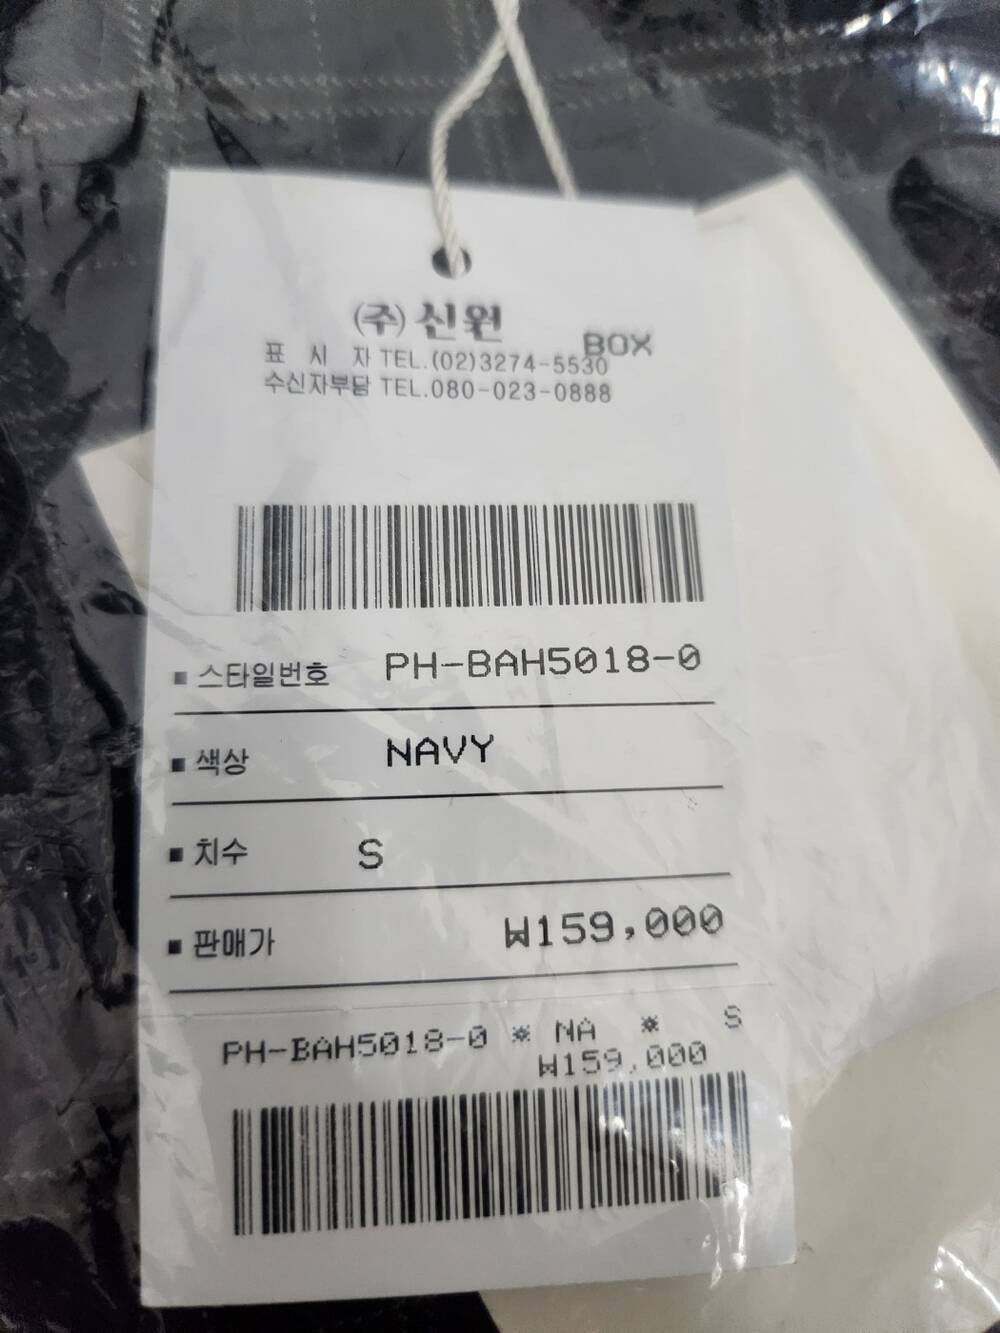 (주)신원
BOX
표 시 자 TEL.(02)3274-5530
수신자부담 TEL.080-023-0888
▪ 스타일번호 PH-BAH5018-0
▪ 색상 NAVY
▪ 치수 S
▪ 판매가 ₩159,000
PH-BAH5018-0 * NA * S
₩159,000